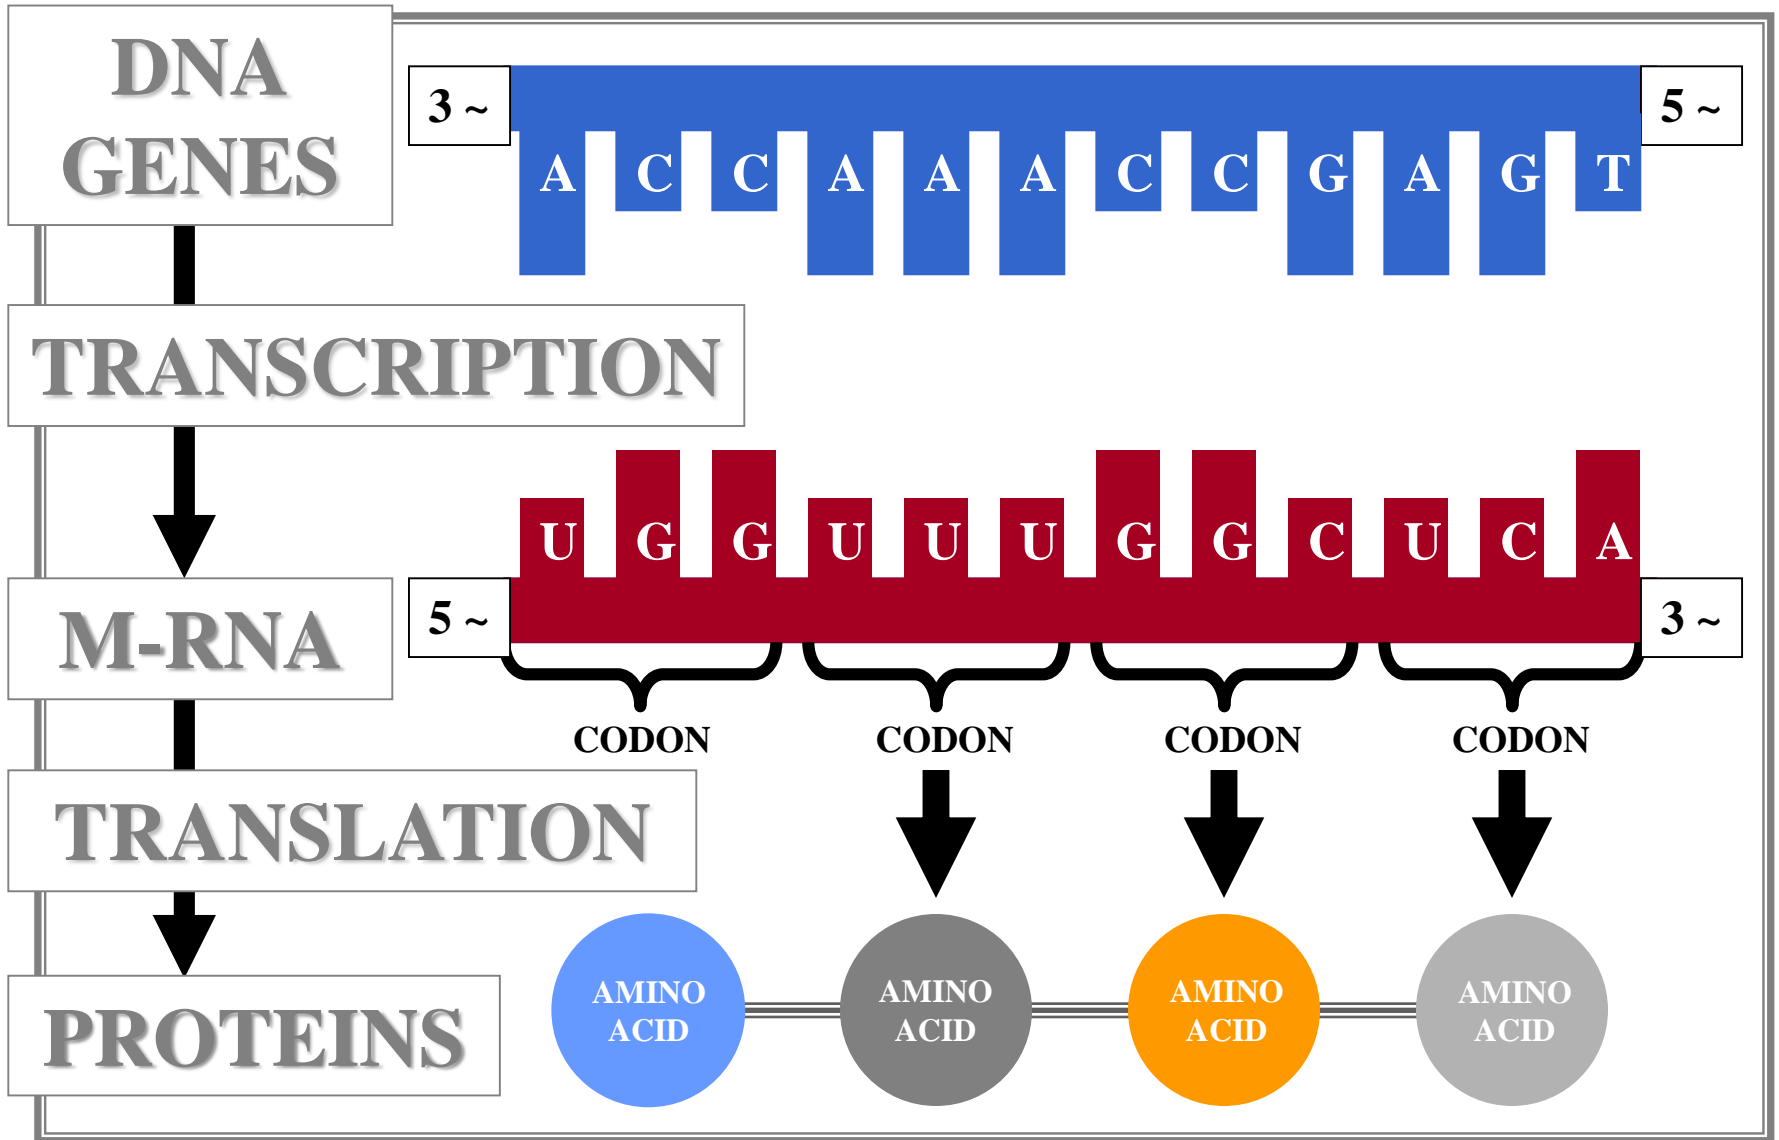 DNA
GENES
3 ~
5 ~
A C C A A A C C G A G T
TRANSCRIPTION
U G G U U U G G C U C A
M-RNA
5 ~
3 ~
CODON CODON CODON CODON
TRANSLATION
PROTEINS
AMINO
ACID
AMINO
ACID
AMINO
ACID
AMINO
ACID